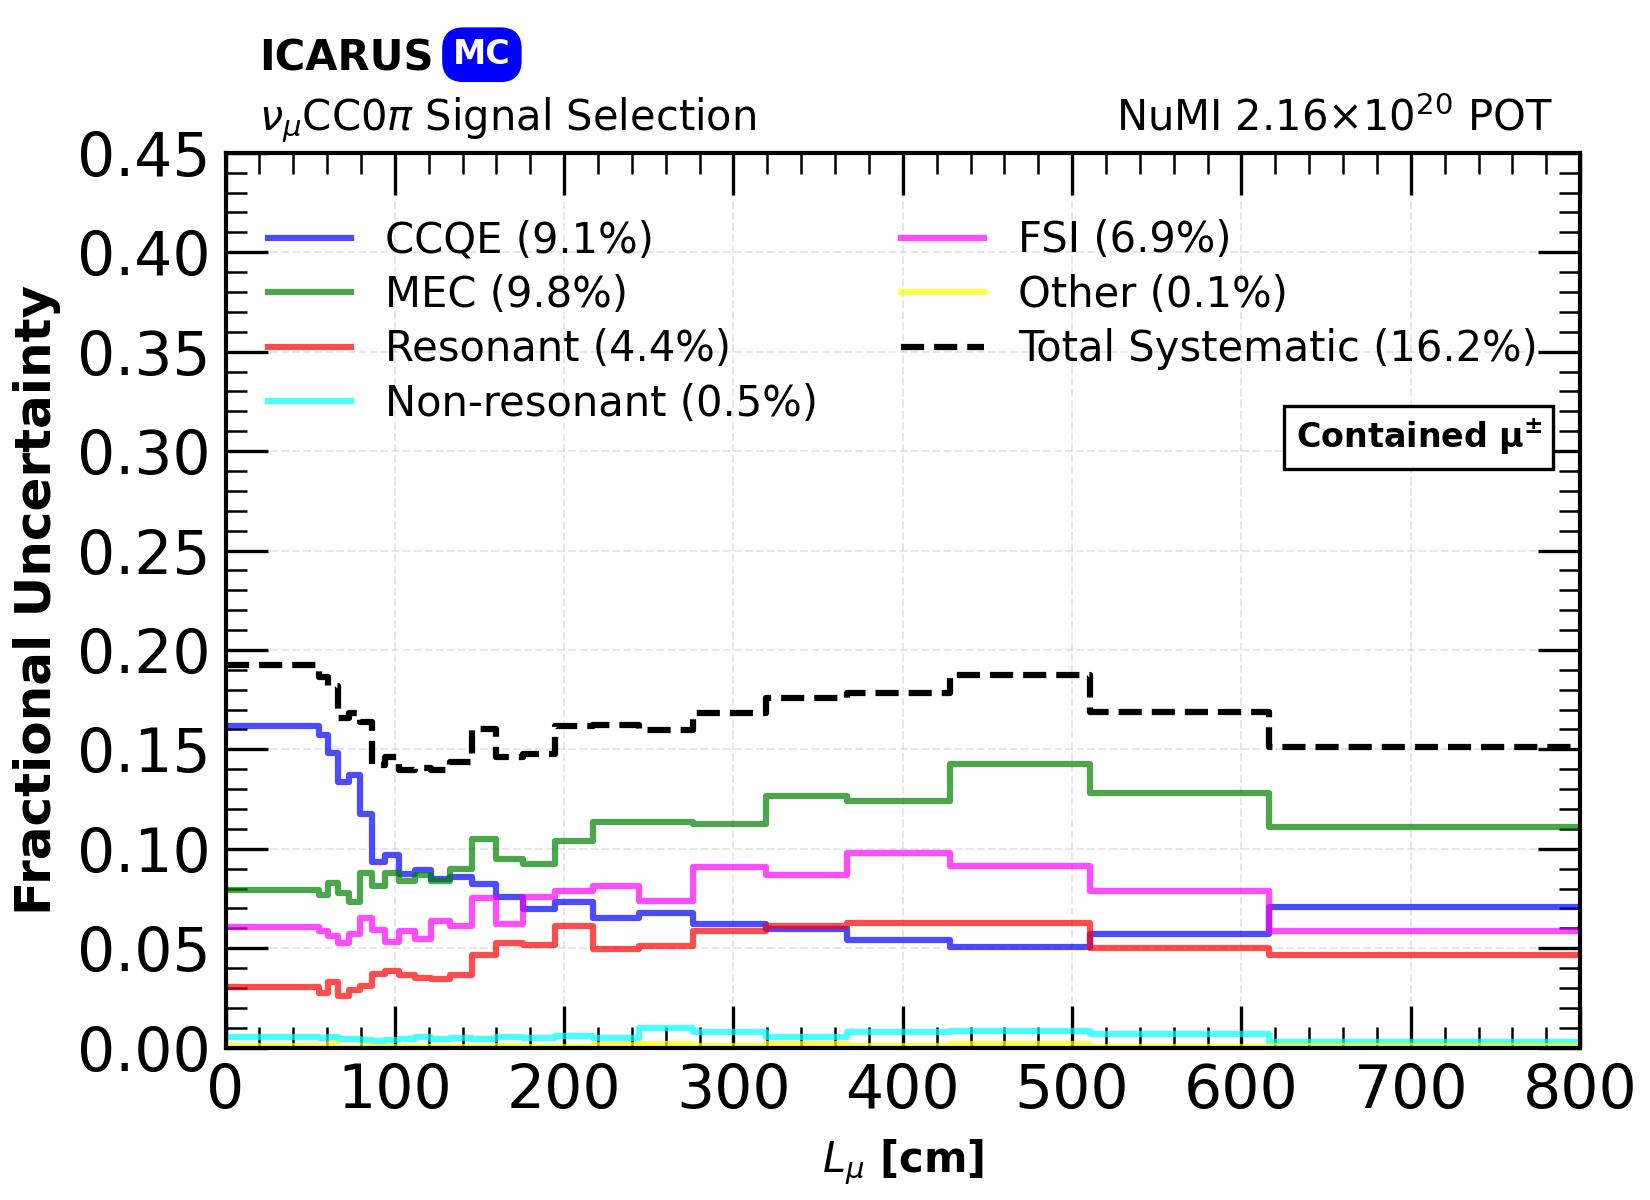 ICARUS MC
νμCC0π Signal Selection NuMI 2.16×10²⁰ POT
CCQE (9.1%)
MEC (9.8%)
Resonant (4.4%)
Non-resonant (0.5%)
FSI (6.9%)
Other (0.1%)
Total Systematic (16.2%)
Contained μ±
Fractional Uncertainty
0.45
0.40
0.35
0.30
0.25
0.20
0.15
0.10
0.05
0.00
0 100 200 300 400 500 600 700 800
Lμ [cm]